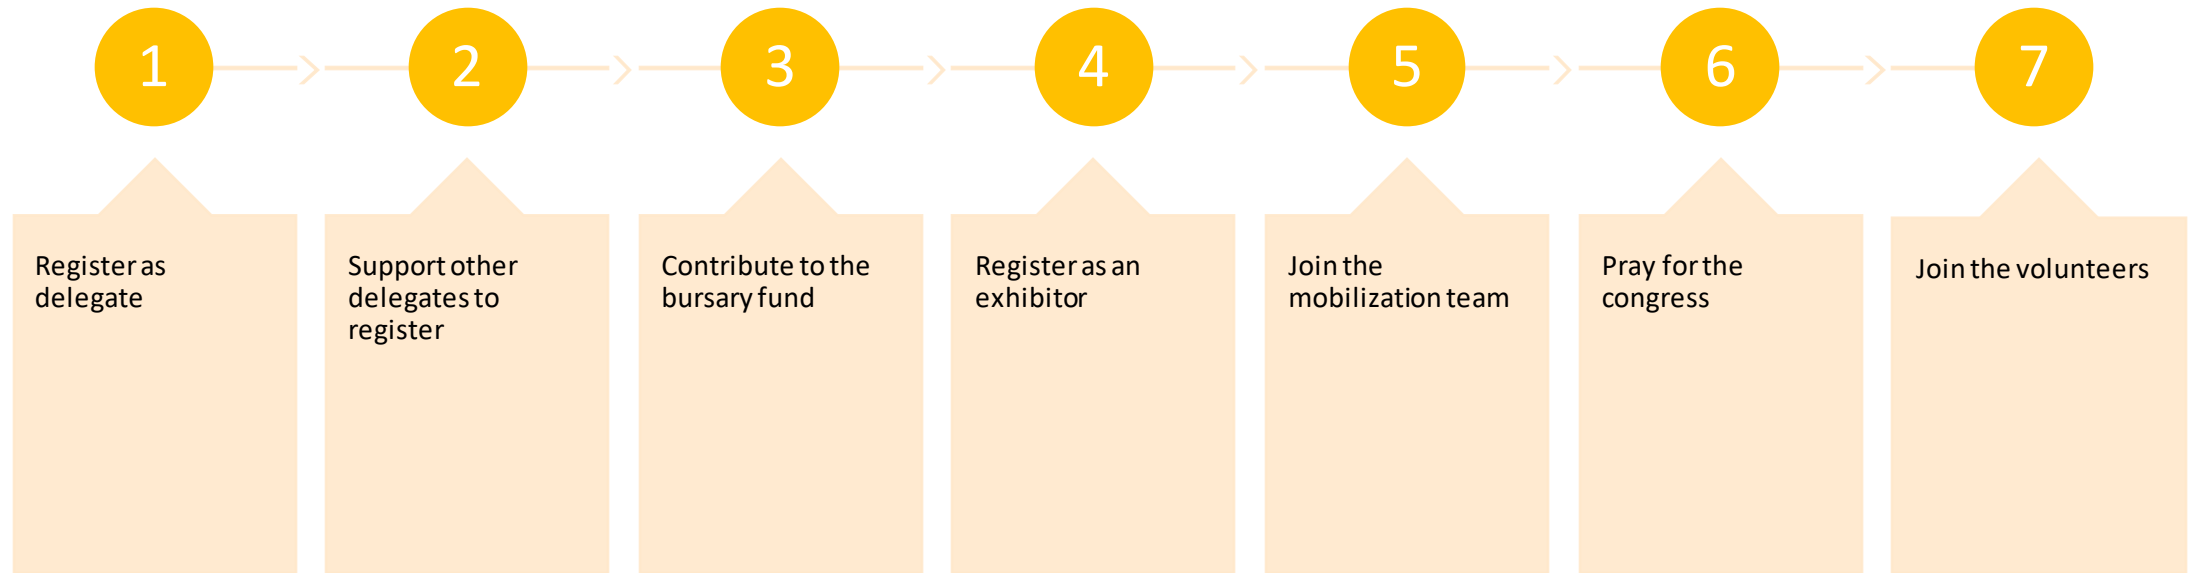 1
2
3
4
5
6
7
Register as
delegate
Support other
delegates to
register
Contribute to the
bursary fund
Register as an
exhibitor
Join the
mobilization team
Pray for the
congress
Join the volunteers